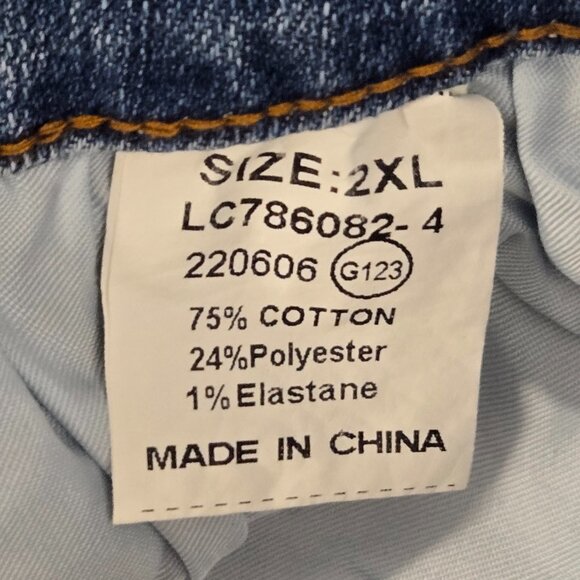 SIZE:2XL
LC786082-4
220606 G123
75% COTTON
24%Polyester
1%Elastane
MADE IN CHINA